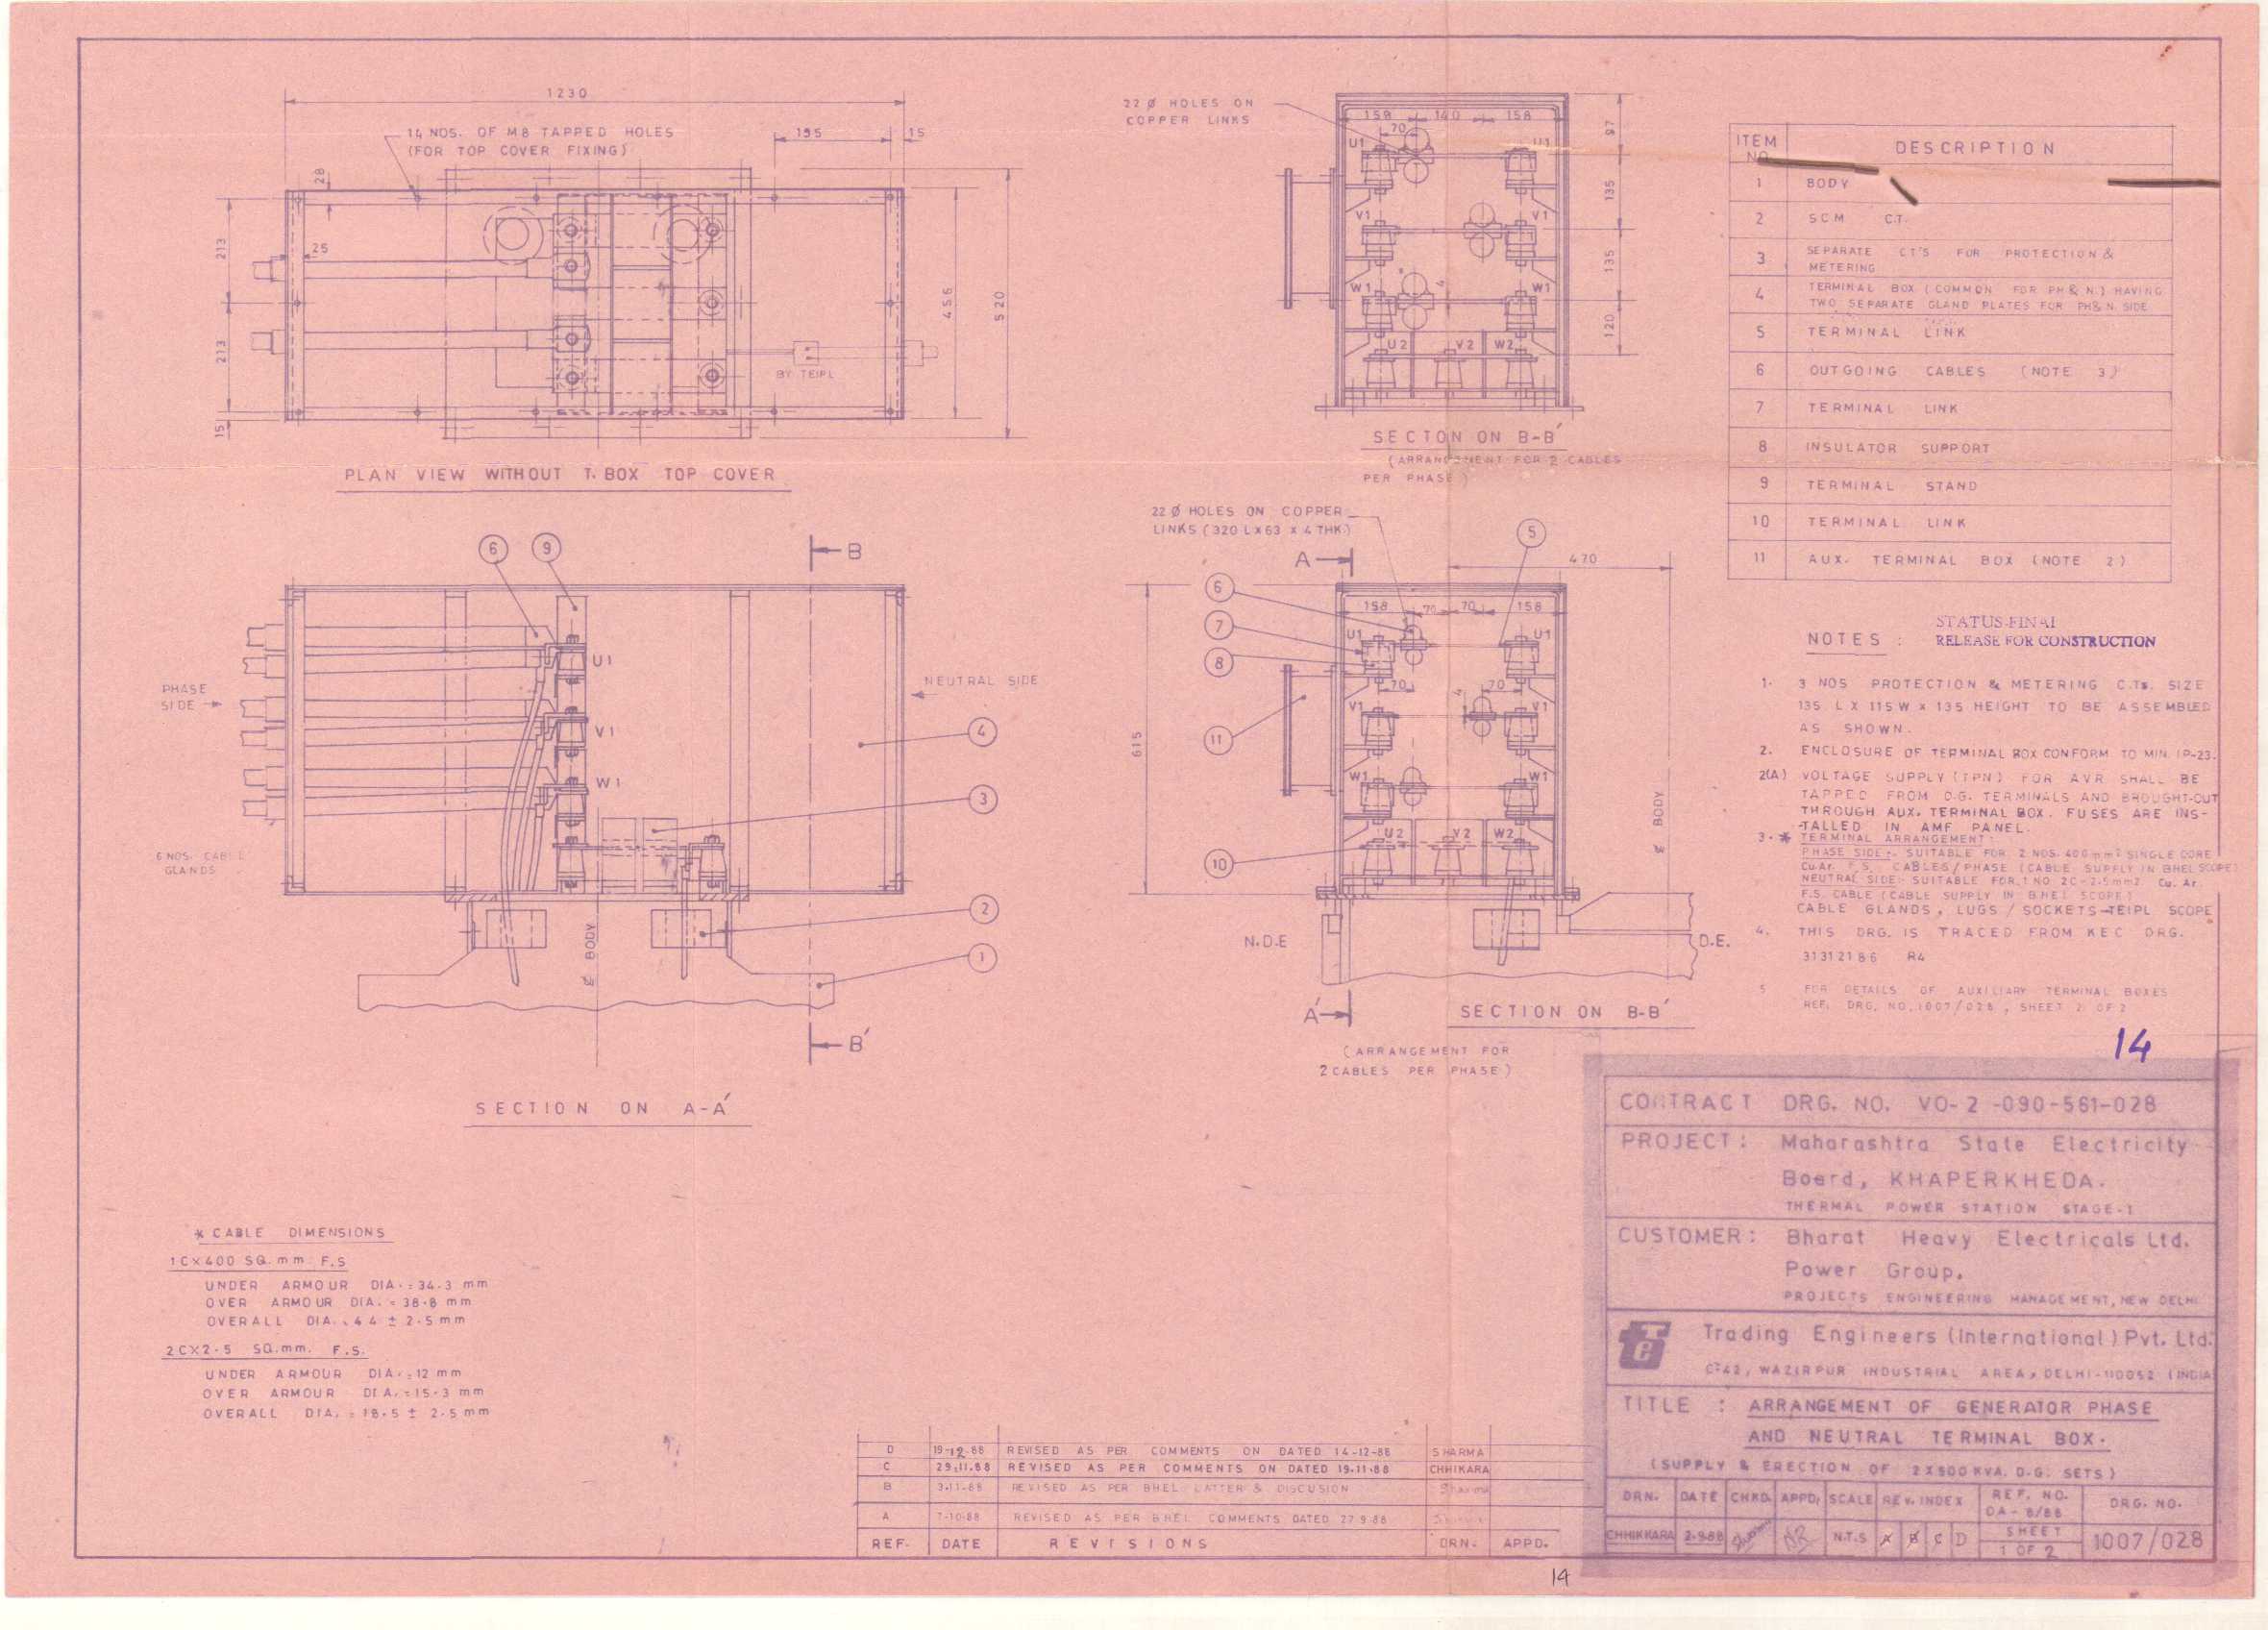 1230
14 NOS. OF M8 TAPPED HOLES
(FOR TOP COVER FIXING)
195
15
28
25
213
213
15
456
520
BY TEIPL
PLAN VIEW WITHOUT T. BOX TOP COVER
22 Ø HOLES ON
COPPER LINKS
158 140 158
70
97
135
135
120
4
U1 U1
V1 V1
W1 W1
U2 V2 W2
SECTON ON B-B'
(ARRANGEMENT FOR 2 CABLES
PER PHASE)
6 9
B
U1
V1
W1
PHASE
SIDE
NEUTRAL SIDE
6 NOS. CABLE
GLANDS
4
3
2
1
℄ BODY
B'
SECTION ON A-A'
22 Ø HOLES ON COPPER
LINKS (320 L X 63 X 4 THK.)
A
5
470
6
7
8
11
10
158 70 70 158
U1 U1
70 70
4
V1 V1
W1 W1
U2 V2 W2
615
℄ BODY
N.D.E
D.E.
A'
SECTION ON B-B'
(ARRANGEMENT FOR
2 CABLES PER PHASE)
ITEM NO. DESCRIPTION
1 BODY
2 SCM C.T.
3 SEPARATE CT'S FOR PROTECTION &
METERING
4 TERMINAL BOX (COMMON FOR PH & N.) HAVING
TWO SEPARATE GLAND PLATES FOR PH & N. SIDE
5 TERMINAL LINK
6 OUTGOING CABLES (NOTE 3)
7 TERMINAL LINK
8 INSULATOR SUPPORT
9 TERMINAL STAND
10 TERMINAL LINK
11 AUX. TERMINAL BOX (NOTE 2)
STATUS-FINAL
RELEASE FOR CONSTRUCTION
NOTES :
1. 3 NOS PROTECTION & METERING C.Ts. SIZE
135 L X 115 W X 135 HEIGHT TO BE ASSEMBLED
AS SHOWN.
2. ENCLOSURE OF TERMINAL BOX CONFORM TO MIN. IP-23.
2(A) VOLTAGE SUPPLY (TPN) FOR AVR SHALL BE
TAPPED FROM D.G. TERMINALS AND BROUGHT-OUT
THROUGH AUX. TERMINAL BOX. FUSES ARE INS-
-TALLED IN AMF PANEL.
3. * TERMINAL ARRANGEMENT:
PHASE SIDE:- SUITABLE FOR 2 NOS. 400 mm² SINGLE CORE
Cu. Ar. F.S. CABLES/PHASE (CABLE SUPPLY IN BHEL SCOPE)
NEUTRAL SIDE:- SUITABLE FOR 1 NO 2C-2.5mm2 Cu. Ar.
F.S. CABLE (CABLE SUPPLY IN BHEL SCOPE)
CABLE GLANDS, LUGS / SOCKETS-TEIPL SCOPE
4. THIS DRG. IS TRACED FROM KEC DRG.
31312186 R4
5 FOR DETAILS OF AUXILIARY TERMINAL BOXES
REF. DRG. NO. 1007/028, SHEET 2 OF 2
14
* CABLE DIMENSIONS
1C X 400 SQ. mm F.S
UNDER ARMOUR DIA. = 34.3 mm
OVER ARMOUR DIA. = 38.8 mm
OVERALL DIA. = 44 ± 2.5 mm
2C X 2.5 SQ. mm. F.S.
UNDER ARMOUR DIA. = 12 mm
OVER ARMOUR DIA. = 15.3 mm
OVERALL DIA. = 18.5 ± 2.5 mm
D 19-12-88 REVISED AS PER COMMENTS ON DATED 14-12-88 SHARMA
C 29.11.88 REVISED AS PER COMMENTS ON DATED 19.11.88 CHHIKARA
B 3-11-88 REVISED AS PER BHEL LATTER & DISCUSION Sharma
A 7-10-88 REVISED AS PER BHEL COMMENTS DATED 27.9.88
REF. DATE REVISIONS DRN. APPD.
14
CONTRACT DRG. NO. VO-2-090-561-028
PROJECT : Maharashtra State Electricity
Board, KHAPERKHEDA.
THERMAL POWER STATION STAGE-1
CUSTOMER : Bharat Heavy Electricals Ltd.
Power Group.
PROJECTS ENGINEERING MANAGEMENT, NEW DELHI
Trading Engineers (International) Pvt. Ltd.
C-42, WAZIRPUR INDUSTRIAL AREA, DELHI-110052 (INDIA
TITLE : ARRANGEMENT OF GENERATOR PHASE
AND NEUTRAL TERMINAL BOX.
(SUPPLY & ERECTION OF 2X500 KVA. D.G. SETS)
DRN. DATE CHKD. APPD. SCALE REV. INDEX REF. NO. DRG. NO.
DA-8/88
CHHIKKARA 2-9-88 N.T.S A B C D SHEET
1 OF 2 1007/028